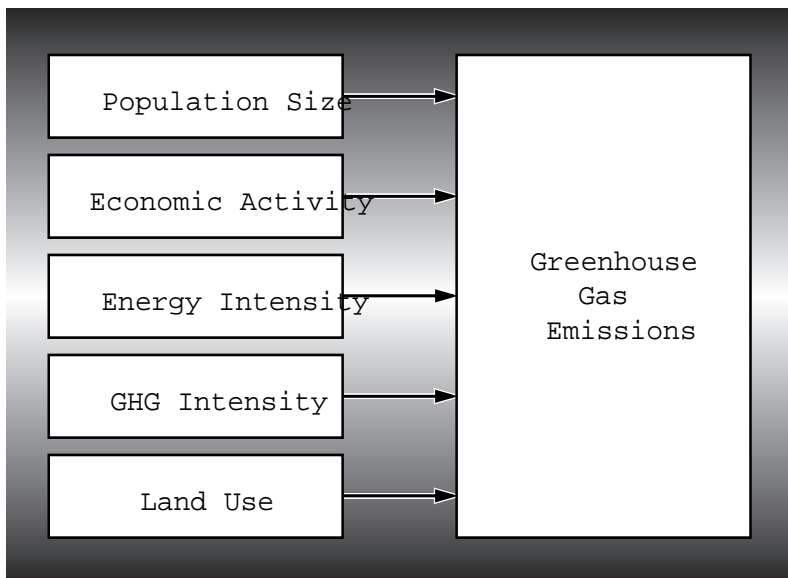 Population Size
Economic Activity
Energy Intensity
GHG Intensity
Land Use
Greenhouse
Gas
Emissions